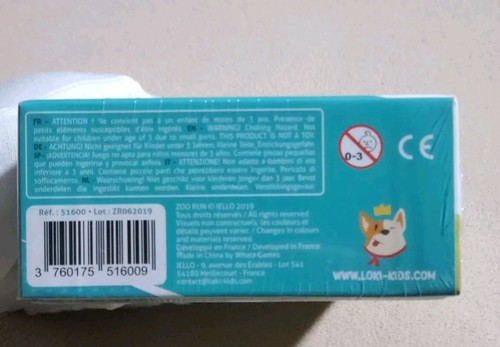 FR - ATTENTION ! Ne convient pas à un enfant de moins de 3 ans. Présence de
petits éléments susceptibles d'être ingérés. EN - WARNING! Choking Hazard. Not
suitable for children under age of 3 due to small parts. THIS PRODUCT IS NOT A TOY.
DE - ACHTUNG! Nicht geeignet für Kinder unter 3 Jahren, Kleine Teile, Erstickungsgefahr.
SP - ¡ADVERTENCIA! Juego no apto para niños menores de 3 años. Contiene piezas pequeñas
que pueden ingerirse y provocar asfixia. IT - ATTENZIONE! Non adatto a bambini di età
inferiore a 3 anni. Contiene piccole parti che potrebbero essere ingerite. Pericolo di
soffocamento. NL - Waarschuwing! Niet geschikt voor kinderen jonger dan 3 jaar. Bevat
onderdelen die ingeslikt kunnen worden. Kleine onderdelen. Verstikkingsgevaar.
0-3
CE
Réf. : 51600 • Lot : ZR062019
3 760175 516009
ZOO RUN © IELLO 2019
Tous droits réservés / All rights reserved
Visuels non contractuels, les couleurs et
détails peuvent varier / Changes in colours
and materials reserved
Développé en France / Developed in France
Made in China by Whatz Games
IELLO - 9, avenue des Érables - Lot 341
54180 Heillecourt - France
contact@loki-kids.com
WWW.LOKI-KIDS.COM